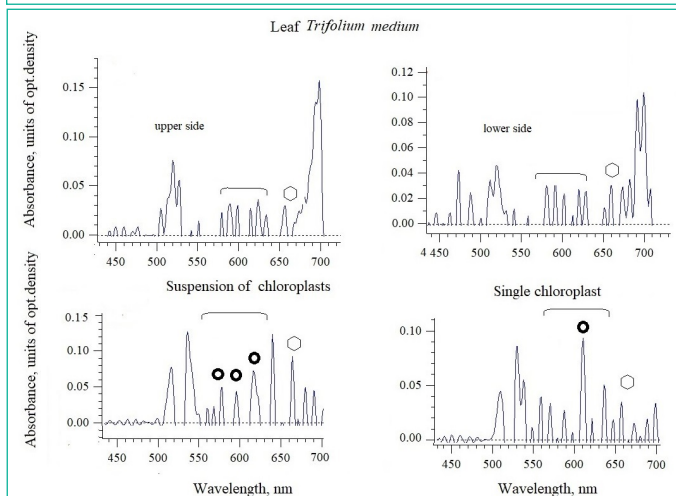 Leaf Trifolium medium
Absorbance, units of opt.density
upper side
0.15
0.10
0.05
0.00
450 500 550 600 650 700
lower side
0.12
0.10
0.08
0.06
0.04
0.02
0.00
4 450 500 550 600 650 700
Suspension of chloroplasts
Absorbance, units of opt.density
0.15
0.10
0.05
0.00
450 500 550 600 650 700
Wavelength, nm
Single chloroplast
0.10
0.05
0.00
450 500 550 600 650 700
Wavelength, nm